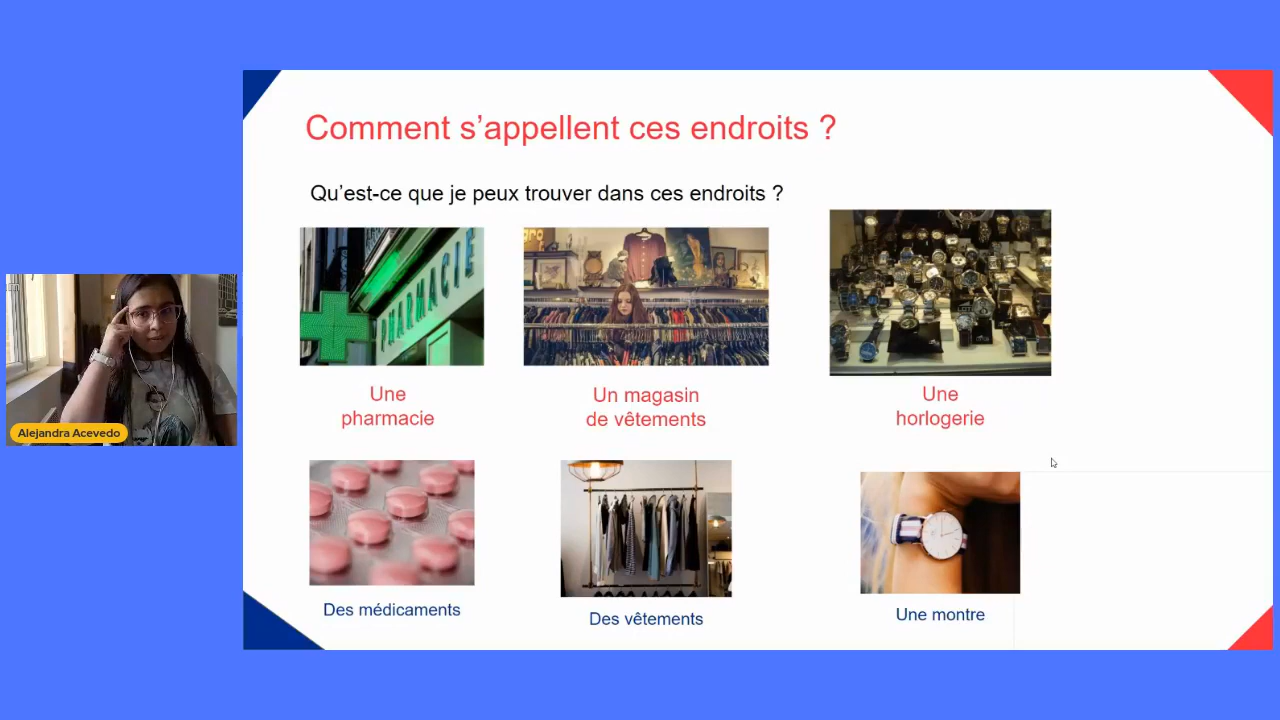 Comment s'appellent ces endroits ?
Qu'est-ce que je peux trouver dans ces endroits ?
PHARMACIE
Une
pharmacie
Un magasin
de vêtements
Une
horlogerie
Alejandra Acevedo
Des médicaments
Des vêtements
Une montre